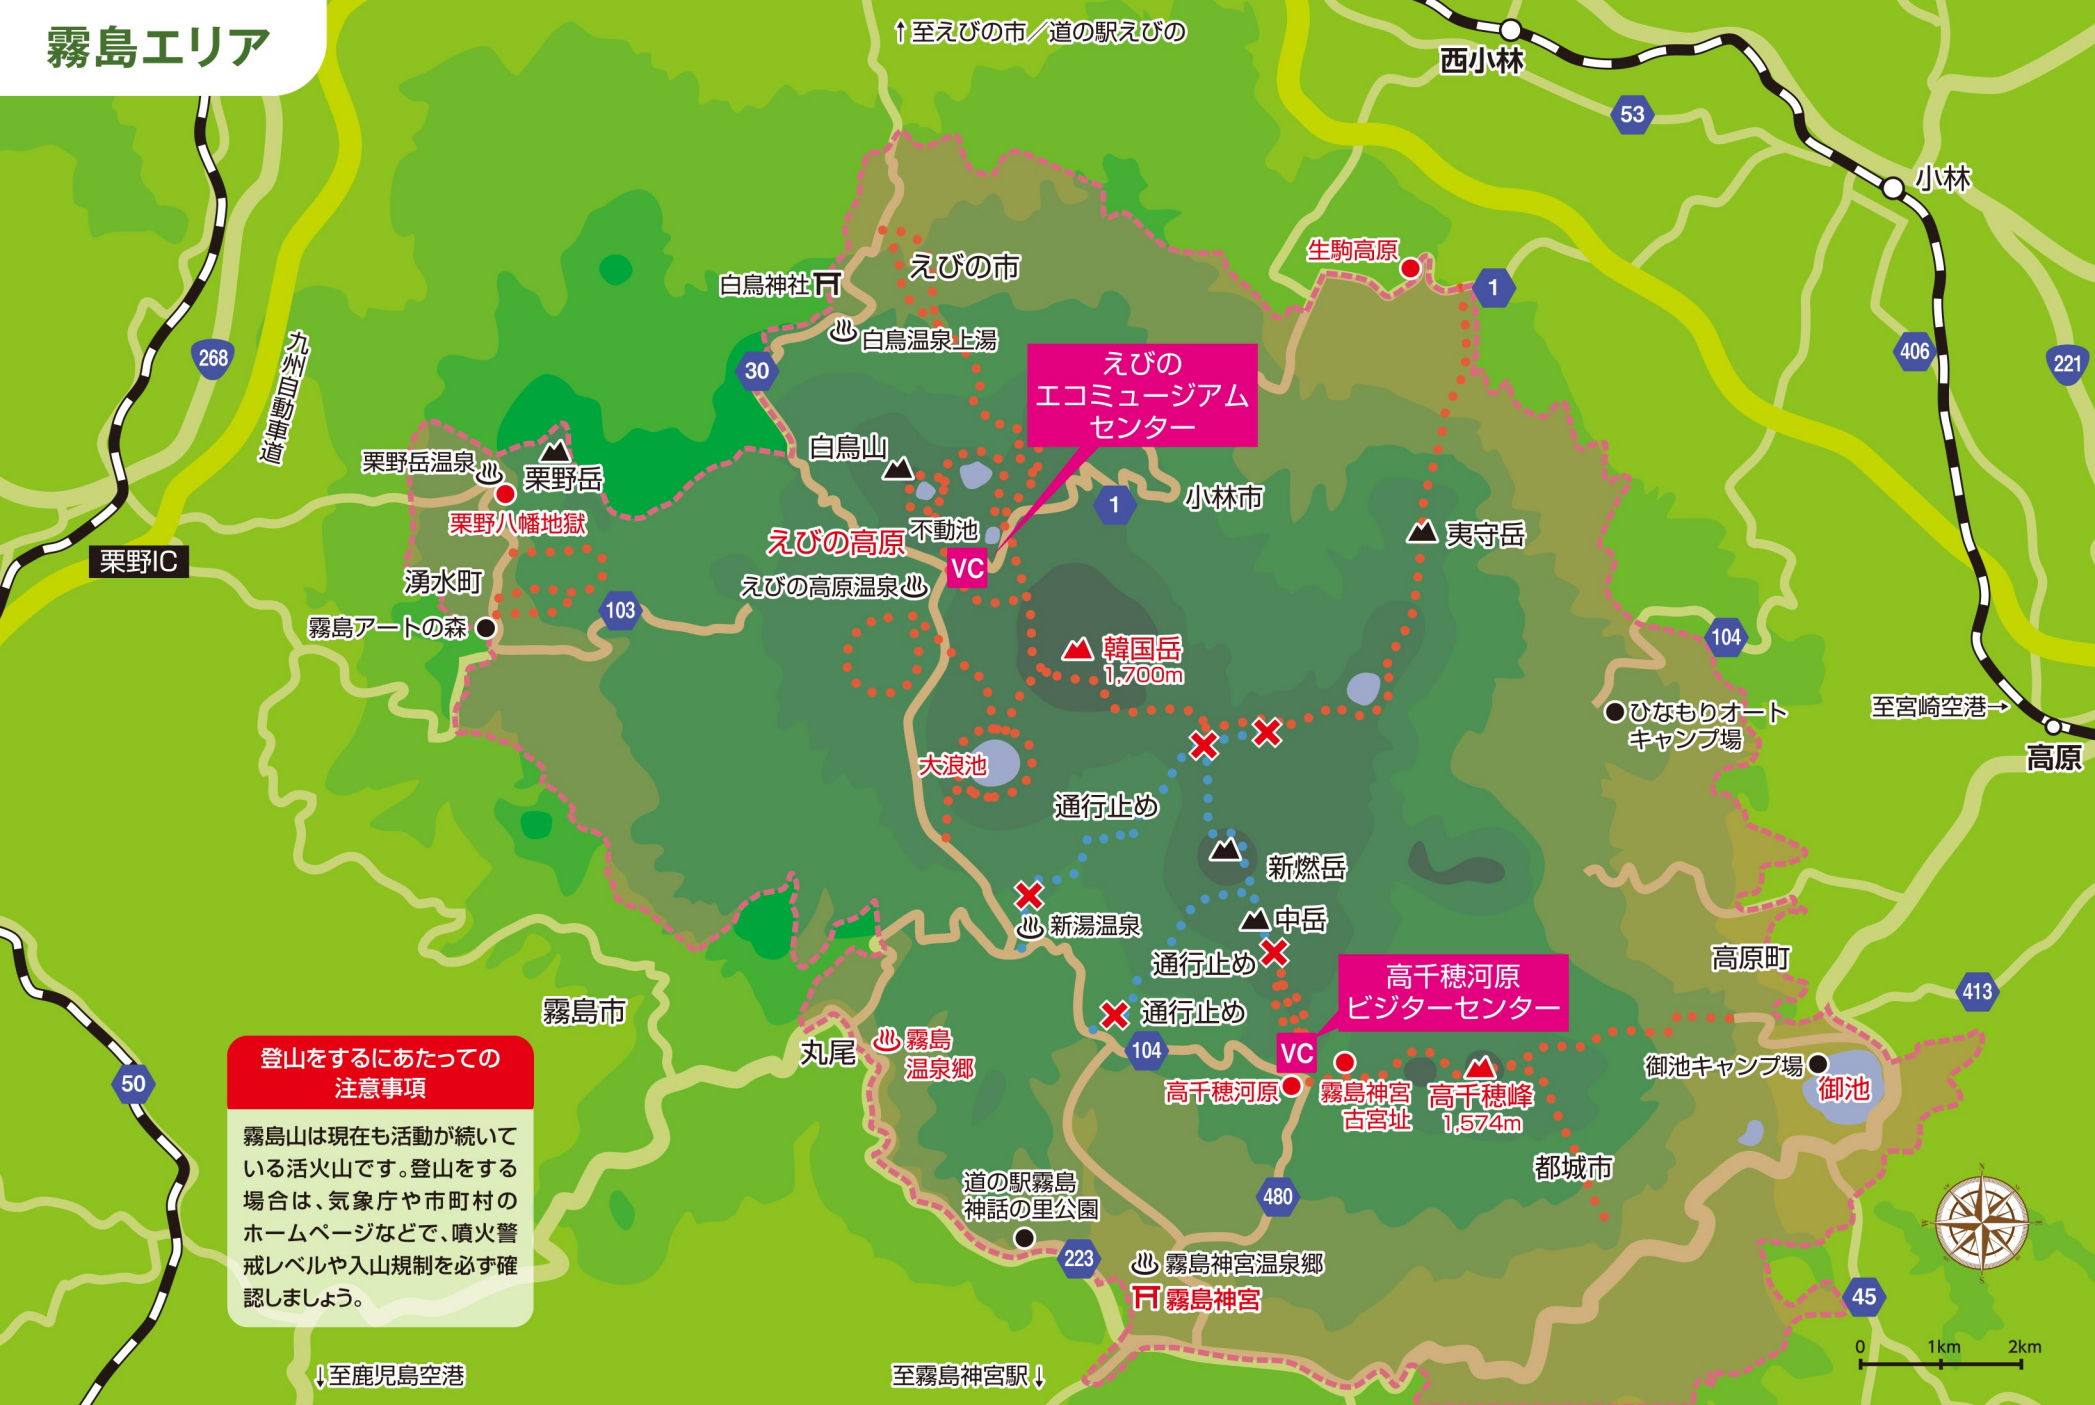 霧島エリア
↑至えびの市／道の駅えびの
西小林
53
小林
生駒高原
1
えびの市
白鳥神社
白鳥温泉上湯
268
九州自動車道
30
406
221
えびの
エコミュージアム
センター
白鳥山
栗野岳温泉
栗野岳
栗野八幡地獄
小林市
1
夷守岳
不動池
えびの高原
VC
栗野IC
湧水町
えびの高原温泉
103
霧島アートの森
104
韓国岳
1,700m
ひなもりオート
キャンプ場
至宮崎空港→
高原
大浪池
通行止め
新燃岳
中岳
新湯温泉
通行止め
高原町
高千穂河原
ビジターセンター
413
霧島市
通行止め
丸尾
霧島
温泉郷
104
VC
高千穂河原
霧島神宮
古宮址
高千穂峰
1,574m
御池キャンプ場
御池
50
登山をするにあたっての
注意事項
霧島山は現在も活動が続いて
いる活火山です。登山をする
場合は、気象庁や市町村の
ホームページなどで、噴火警
戒レベルや入山規制を必ず確
認しましょう。
都城市
道の駅霧島
神話の里公園
480
223
霧島神宮温泉郷
霧島神宮
45
N
E
S
W
0 1km 2km
↓至鹿児島空港
至霧島神宮駅↓